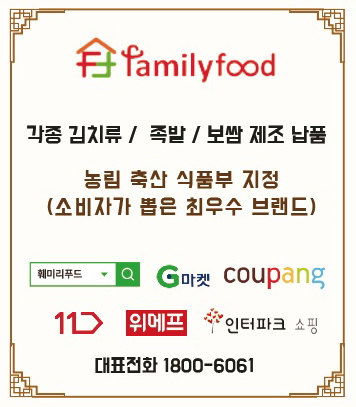 familyfood
각종 김치류 / 족발 / 보쌈 제조 납품
농림 축산 식품부 지정
(소비자가 뽑은 최우수 브랜드)
훼미리푸드
G마켓
coupang
11
위메프
인터파크 쇼핑
대표전화 1800-6061